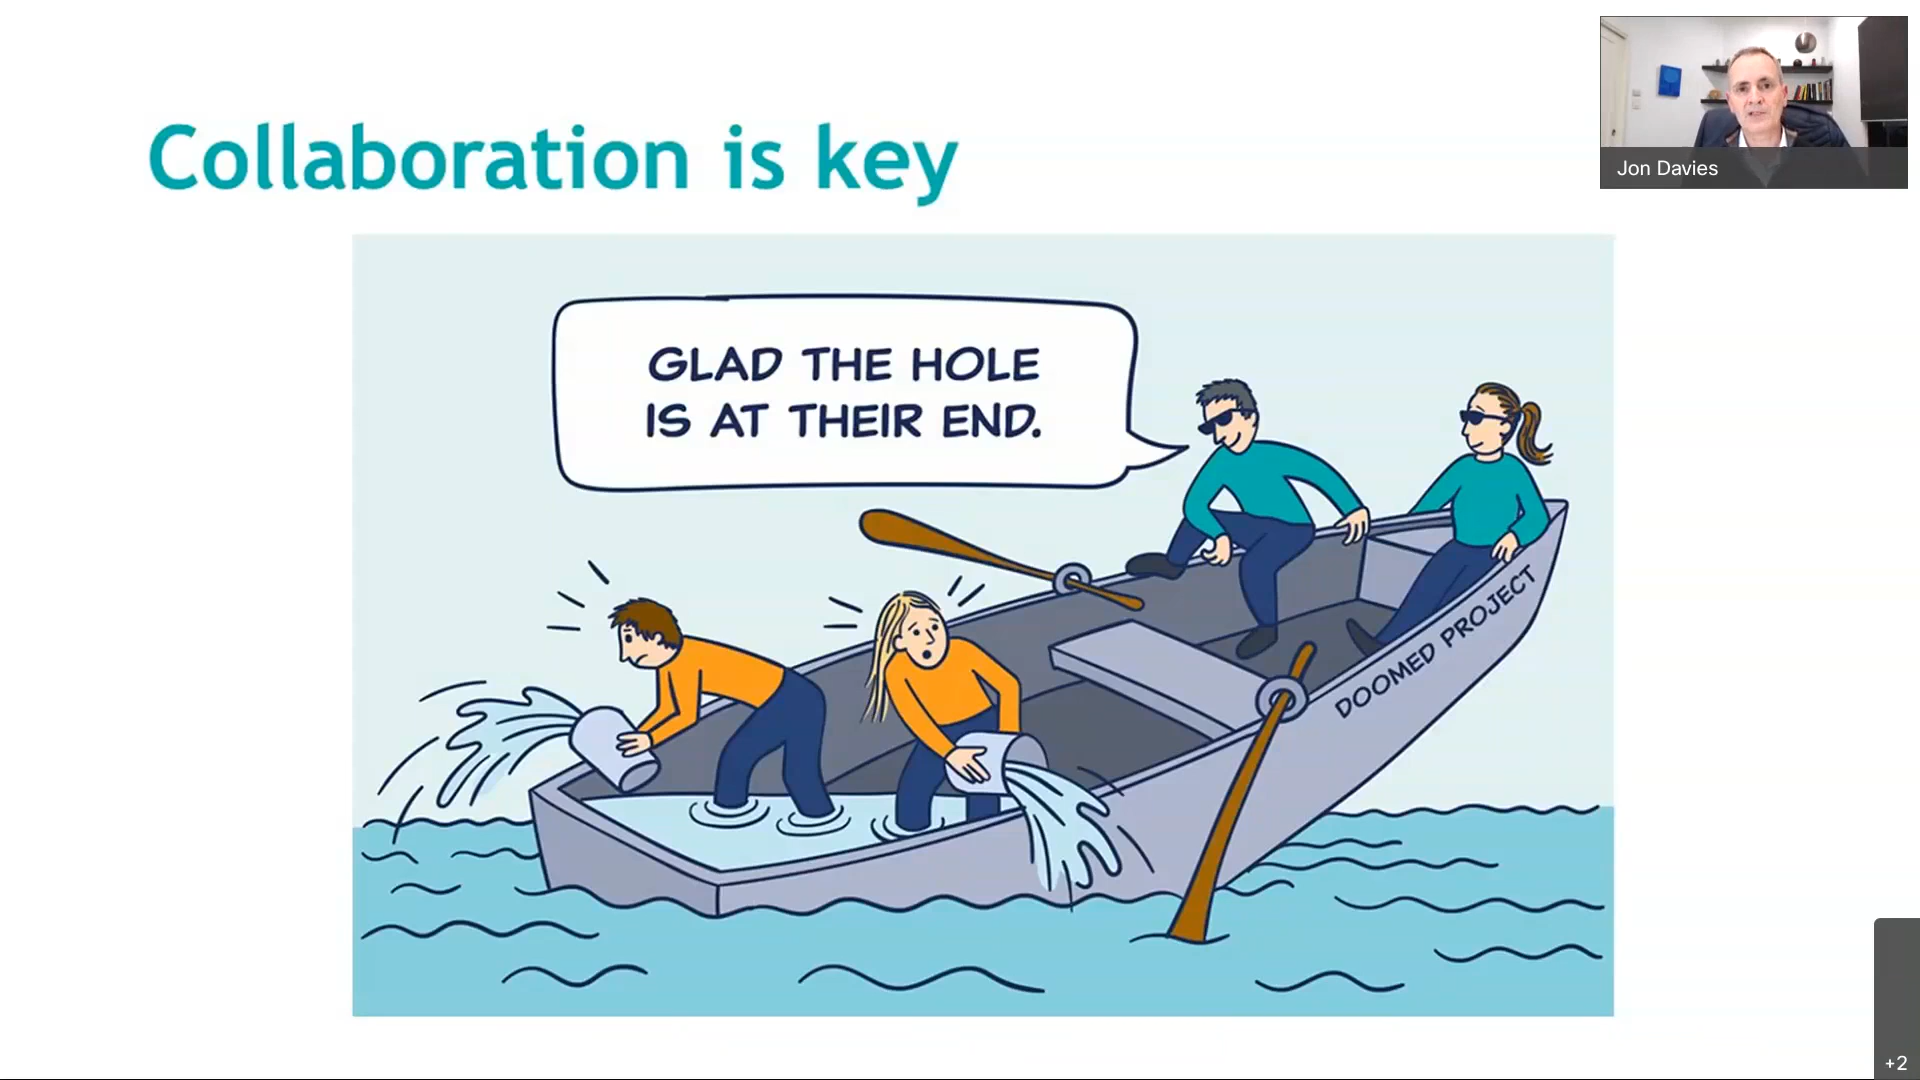 Collaboration is key
Jon Davies
GLAD THE HOLE
IS AT THEIR END.
DOOMED PROJECT
+2